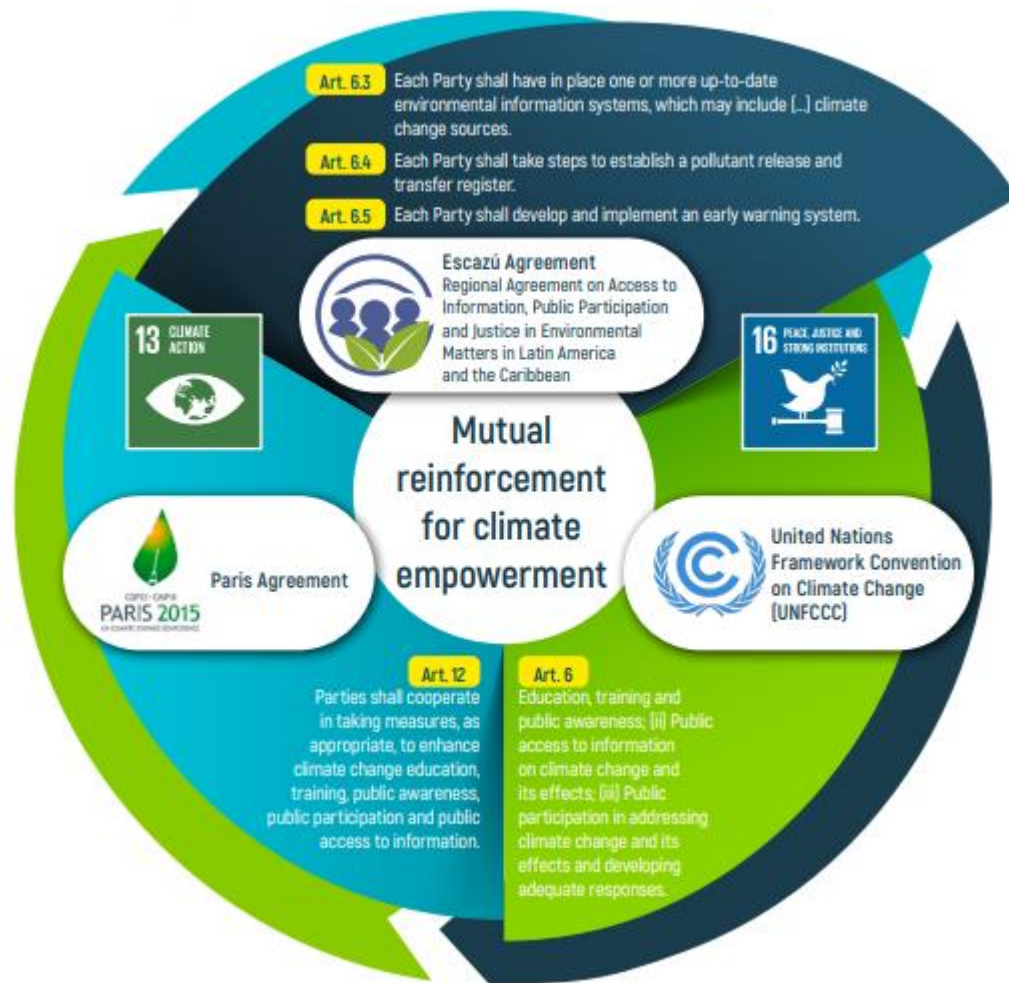 Art. 6.3
Each Party shall have in place one or more up-to-date
environmental information systems, which may include [...] climate
change sources.
Art. 6.4
Each Party shall take steps to establish a pollutant release and
transfer register.
Art. 6.5
Each Party shall develop and implement an early warning system.
Escazú Agreement
Regional Agreement on Access to
Information, Public Participation
and Justice in Environmental
Matters in Latin America
and the Caribbean
13 CLIMATE
ACTION
16 PEACE, JUSTICE AND
STRONG INSTITUTIONS
Mutual
reinforcement
for climate
empowerment
PARIS 2015
Paris Agreement
United Nations
Framework Convention
on Climate Change
(UNFCCC)
Art. 12
Parties shall cooperate
in taking measures, as
appropriate, to enhance
climate change education,
training, public awareness,
public participation and public
access to information.
Art. 6
Education, training and
public awareness; (ii) Public
access to information
on climate change and
its effects; (iii) Public
participation in addressing
climate change and its
effects and developing
adequate responses.